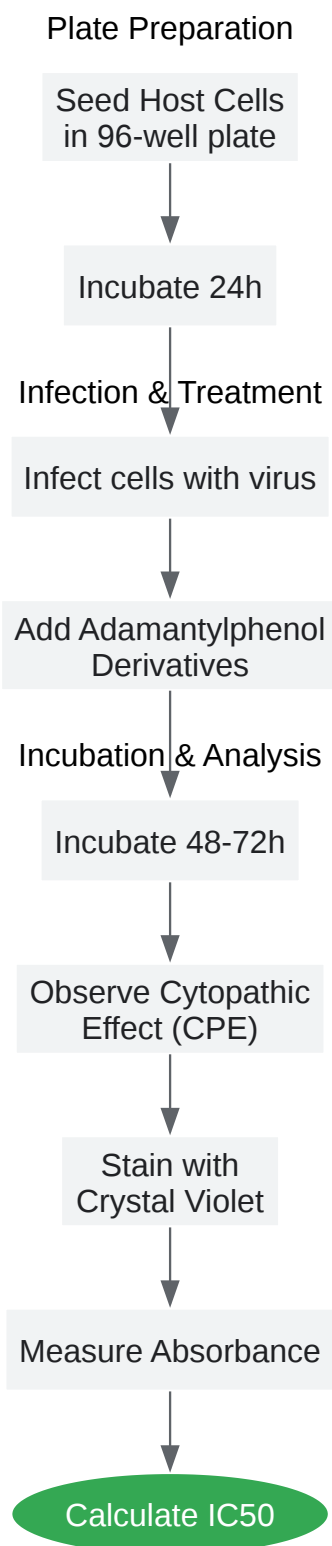 Plate Preparation
Seed Host Cells
in 96-well plate
Incubate 24h
Infection & Treatment
Infect cells with virus
Add Adamantylphenol
Derivatives
Incubation & Analysis
Incubate 48-72h
Observe Cytopathic
Effect (CPE)
Stain with
Crystal Violet
Measure Absorbance
Calculate IC50